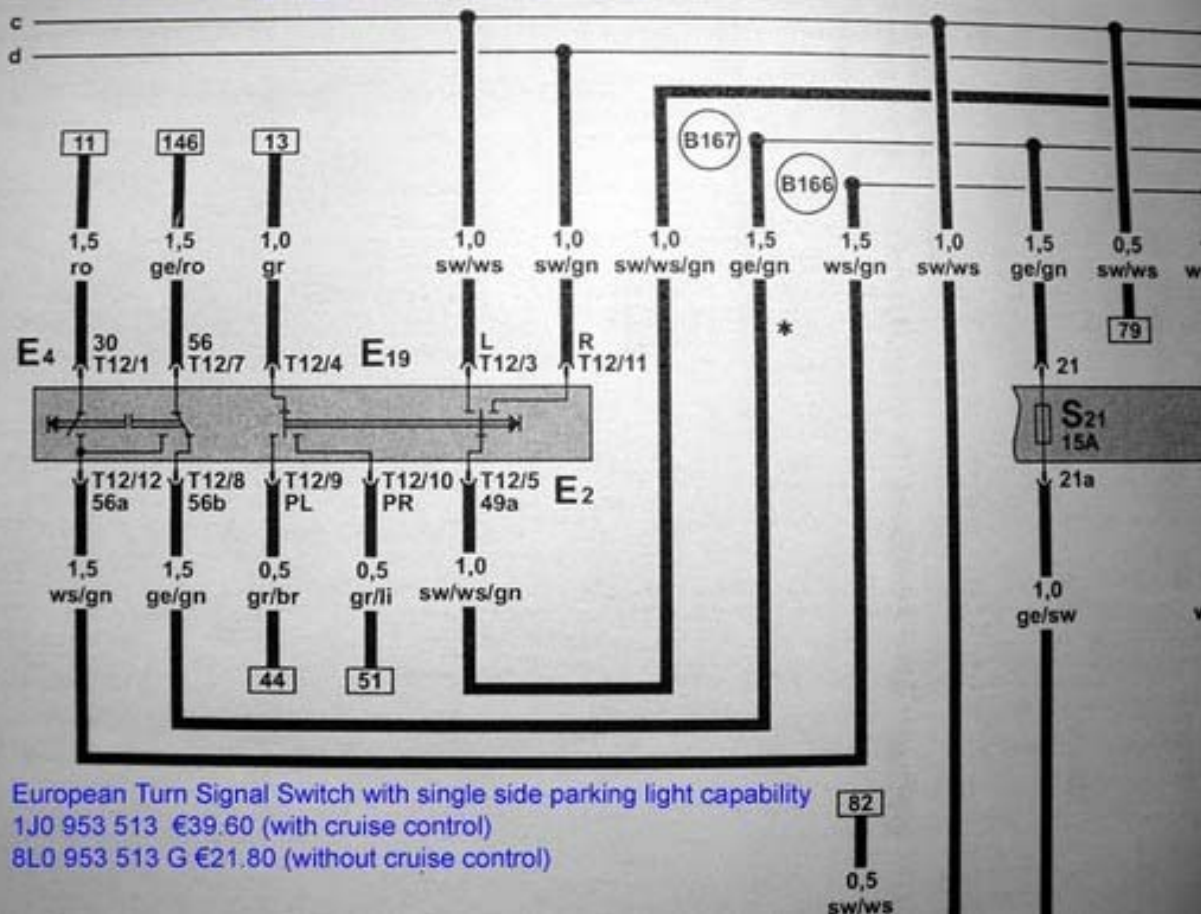 c
d
B167
B166
11 146 13
1,5 1,5 1,0 1,0 1,0 1,0 1,5 1,5 1,0 1,5 0,5
ro ge/ro gr sw/ws sw/gn sw/ws/gn ge/gn ws/gn sw/ws ge/gn sw/ws
*
79
30 56 L R
E4 T12/1 T12/7 T12/4 E19 T12/3 T12/11 21
S21
15A
T12/12 T12/8 T12/9 T12/10 T12/5 E2 21a
56a 56b PL PR 49a
1,5 1,5 0,5 0,5 1,0 1,0
ws/gn ge/gn gr/br gr/li sw/ws/gn ge/sw
44 51
European Turn Signal Switch with single side parking light capability
1J0 953 513 €39.60 (with cruise control)
8L0 953 513 G €21.80 (without cruise control)
82
0,5
sw/ws